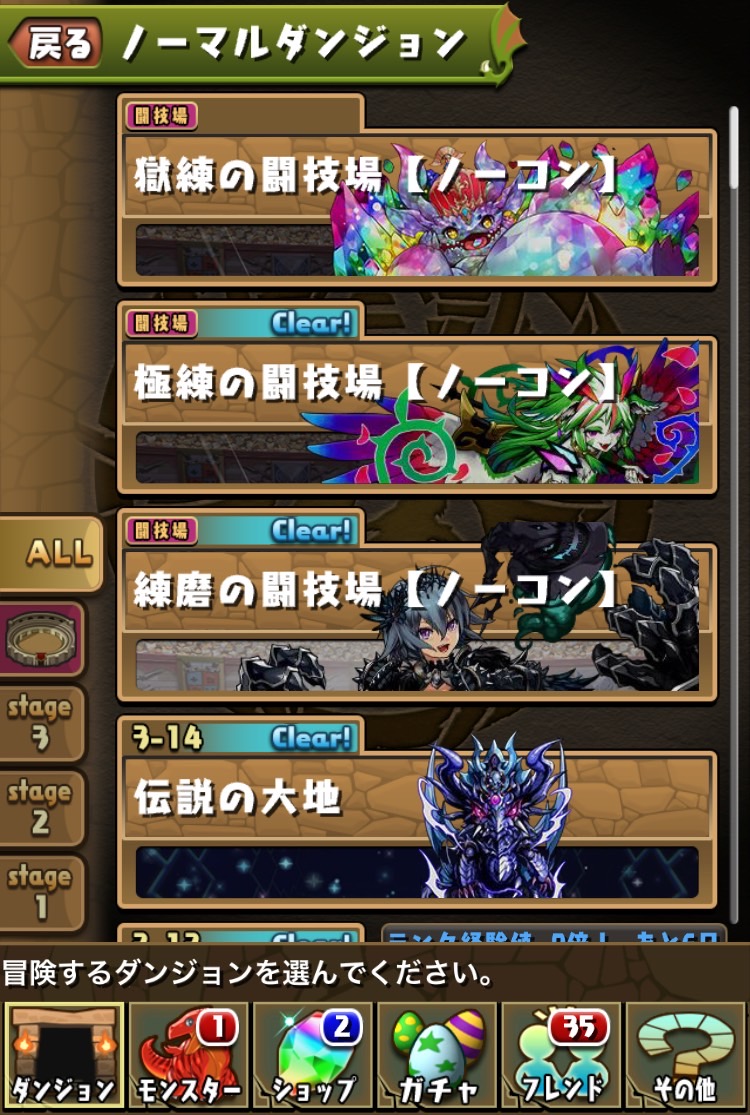 戻る
ノーマルダンジョン
闘技場
獄練の闘技場【ノーコン】
闘技場
Clear!
極練の闘技場【ノーコン】
闘技場
Clear!
練磨の闘技場【ノーコン】
3-14
Clear!
伝説の大地
Clear!
ALL
stage
3
stage
2
stage
1
冒険するダンジョンを選んでください。
ダンジョン
1
モンスター
2
ショップ
ガチャ
35
フレンド
その他